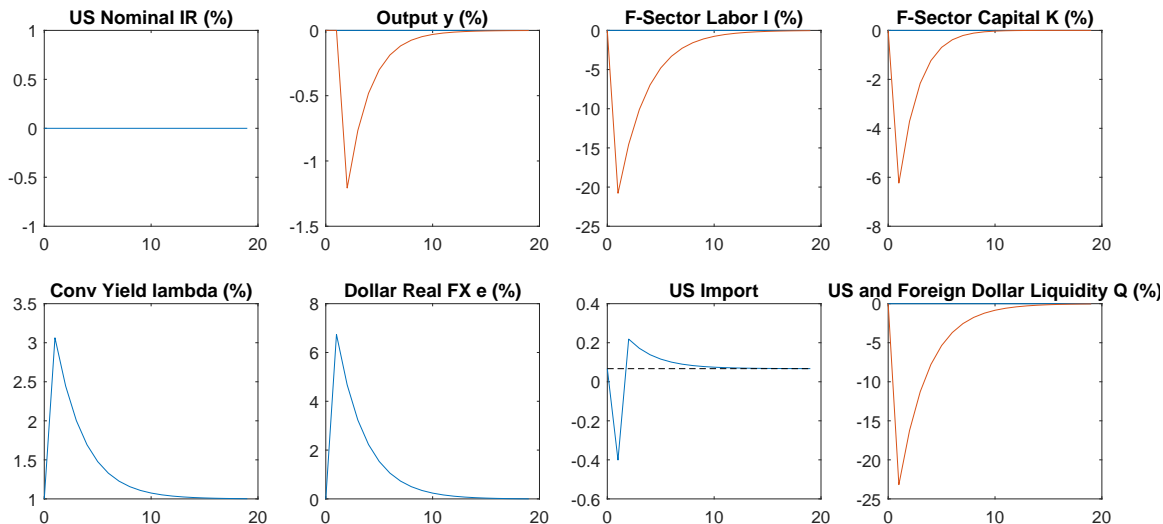 US Nominal IR (%)
1
0.5
0
-0.5
-1
0 10 20
Output y (%)
0
-0.5
-1
-1.5
0 10 20
F-Sector Labor l (%)
0
-5
-10
-15
-20
-25
0 10 20
F-Sector Capital K (%)
0
-2
-4
-6
-8
0 10 20
Conv Yield lambda (%)
3.5
3
2.5
2
1.5
1
0 10 20
Dollar Real FX e (%)
8
6
4
2
0
0 10 20
US Import
0.4
0.2
0
-0.2
-0.4
-0.6
0 10 20
US and Foreign Dollar Liquidity Q (%)
0
-5
-10
-15
-20
-25
0 10 20